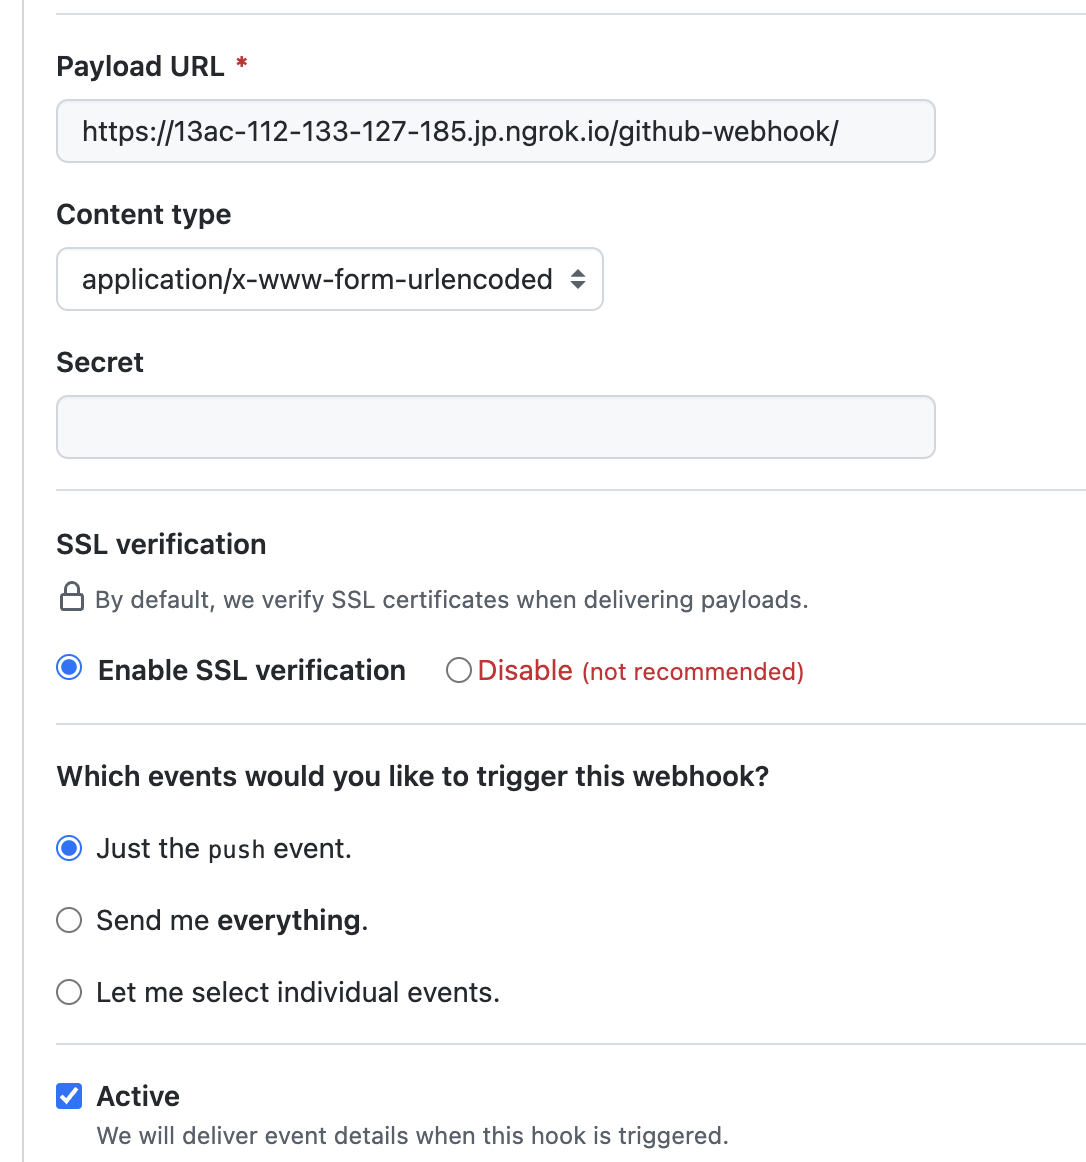 Payload URL *
https://13ac-112-133-127-185.jp.ngrok.io/github-webhook/
Content type
application/x-www-form-urlencoded
Secret
SSL verification
By default, we verify SSL certificates when delivering payloads.
Enable SSL verification Disable (not recommended)
Which events would you like to trigger this webhook?
Just the push event.
Send me everything.
Let me select individual events.
Active
We will deliver event details when this hook is triggered.